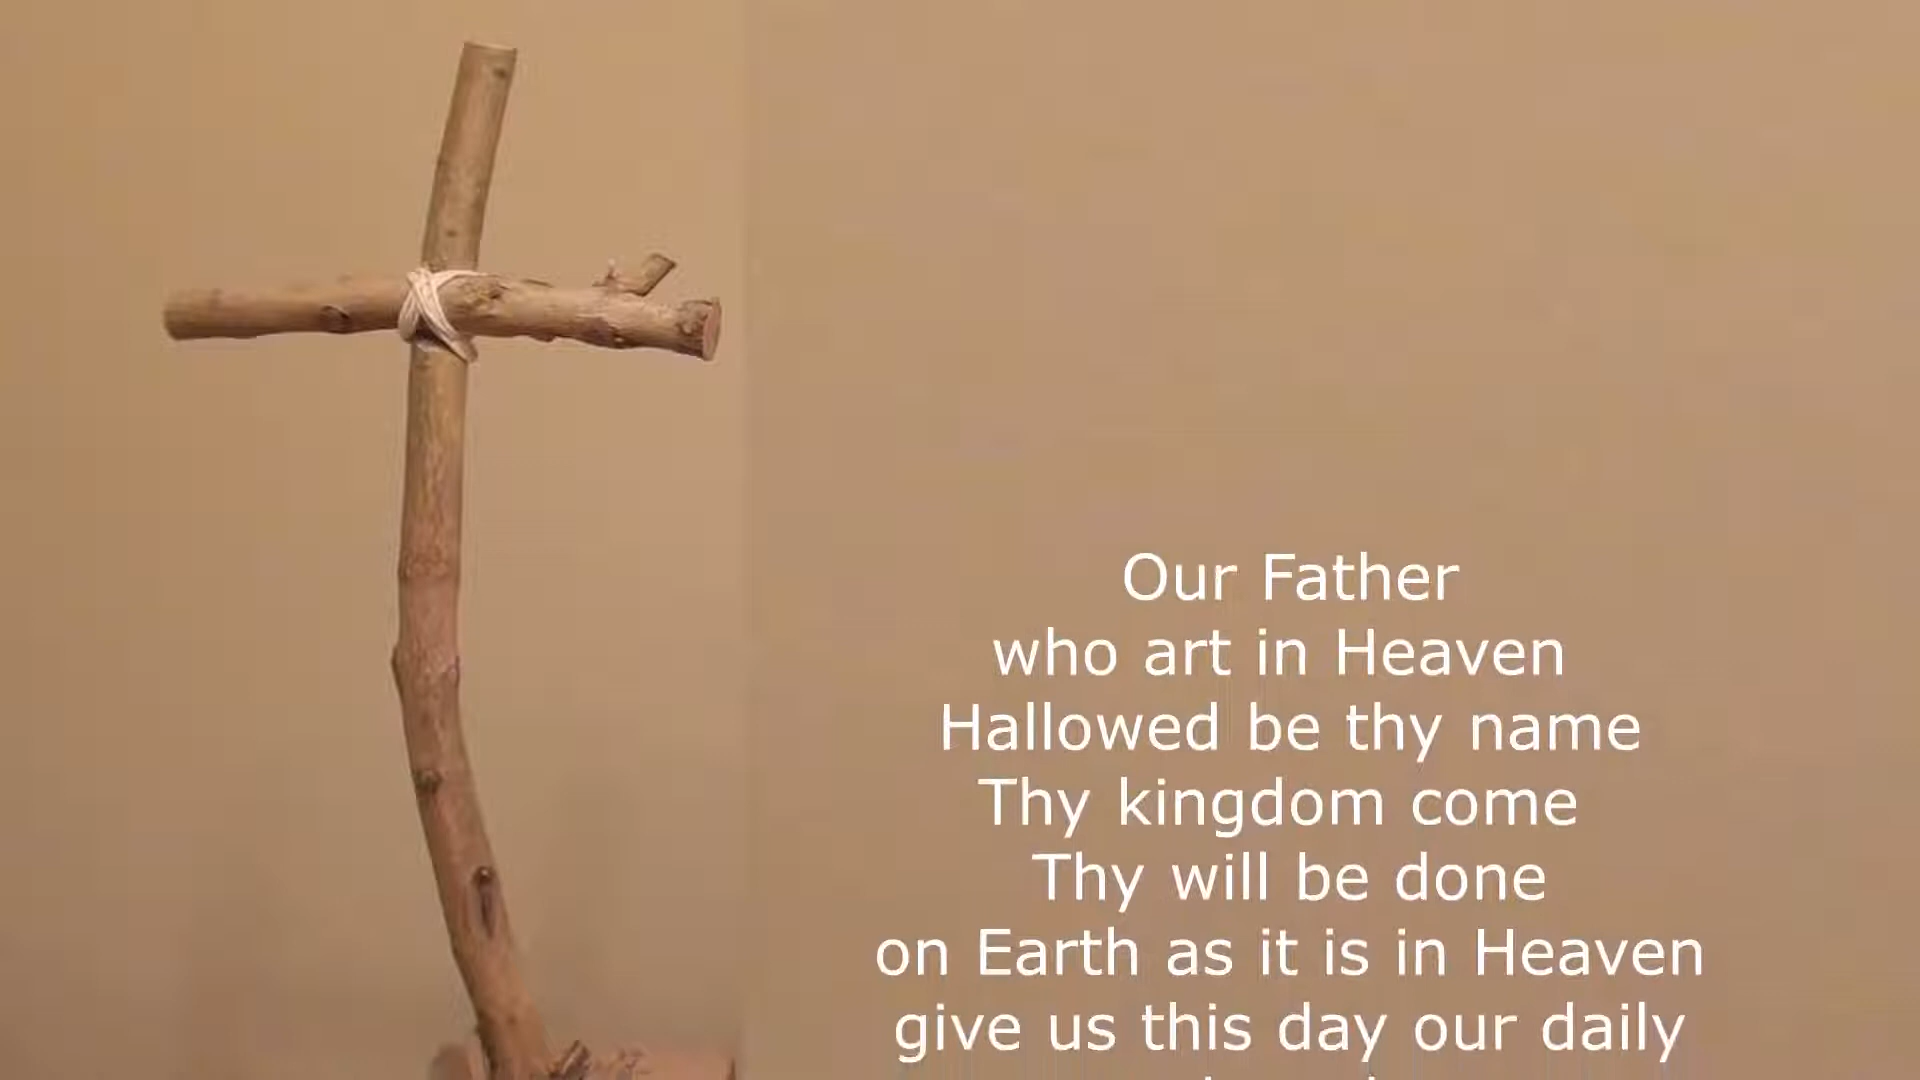 Our Father
who art in Heaven
Hallowed be thy name
Thy kingdom come
Thy will be done
on Earth as it is in Heaven
give us this day our daily